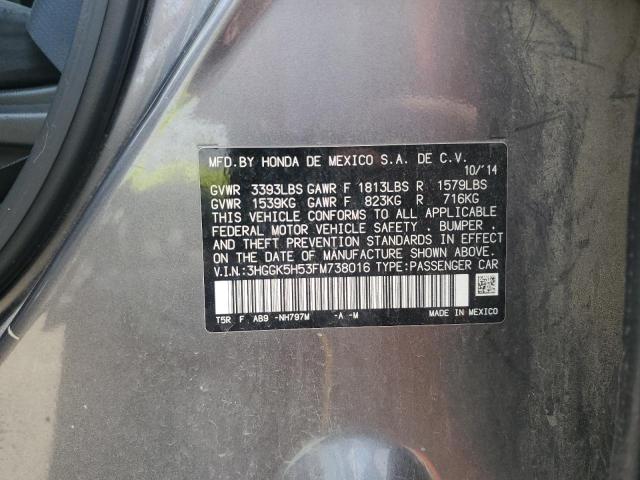 MFD.BY HONDA DE MEXICO S.A. DE C.V.
10/'14
GVWR 3393LBS GAWR F 1813LBS R 1579LBS
GVWR 1539KG GAWR F 823KG R 716KG
THIS VEHICLE CONFORMS TO ALL APPLICABLE
FEDERAL MOTOR VEHICLE SAFETY . BUMPER .
AND THEFT PREVENTION STANDARDS IN EFFECT
ON THE DATE OF MANUFACTURE SHOWN ABOVE.
V.I.N:3HGGK5H53FM738016 TYPE:PASSENGER CAR
T5R F AB9 -NH797M -A -M MADE IN MEXICO